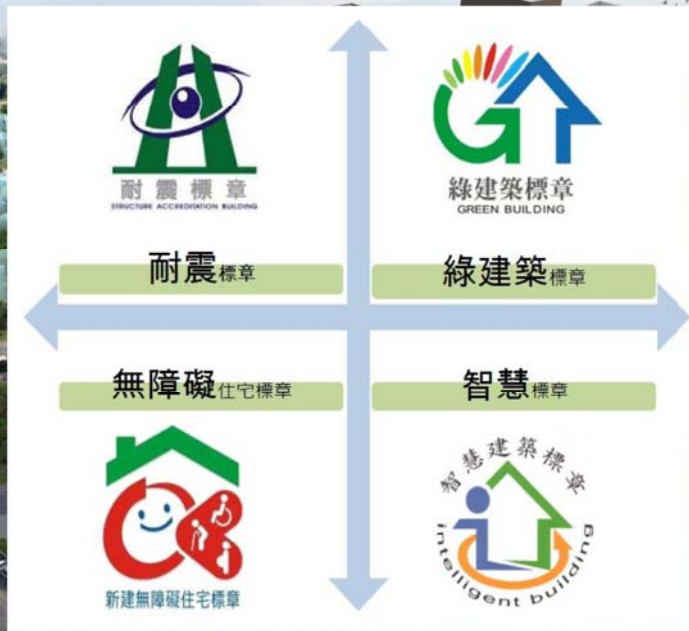 耐震標章
STRUCTURE ACCREDITATION BUILDING
耐震標章
綠建築標章
GREEN BUILDING
綠建築標章
無障礙住宅標章
新建無障礙住宅標章
智慧標章
智慧建築標章
intelligent building